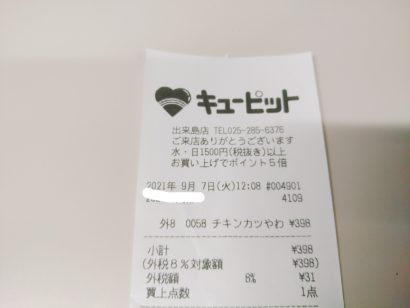 キューピット
出来島店 TEL025-285-6376
ご来店ありがとうございます
水・日1500円(税抜き)以上
お買い上げでポイント5倍
2021年 9月 7日(火)12:08 #004901
4109
外8 0058 チキンカツやわ ¥398
小計 ¥398
(外税8%対象額 ¥398)
外税額 8% ¥31
買上点数 1点